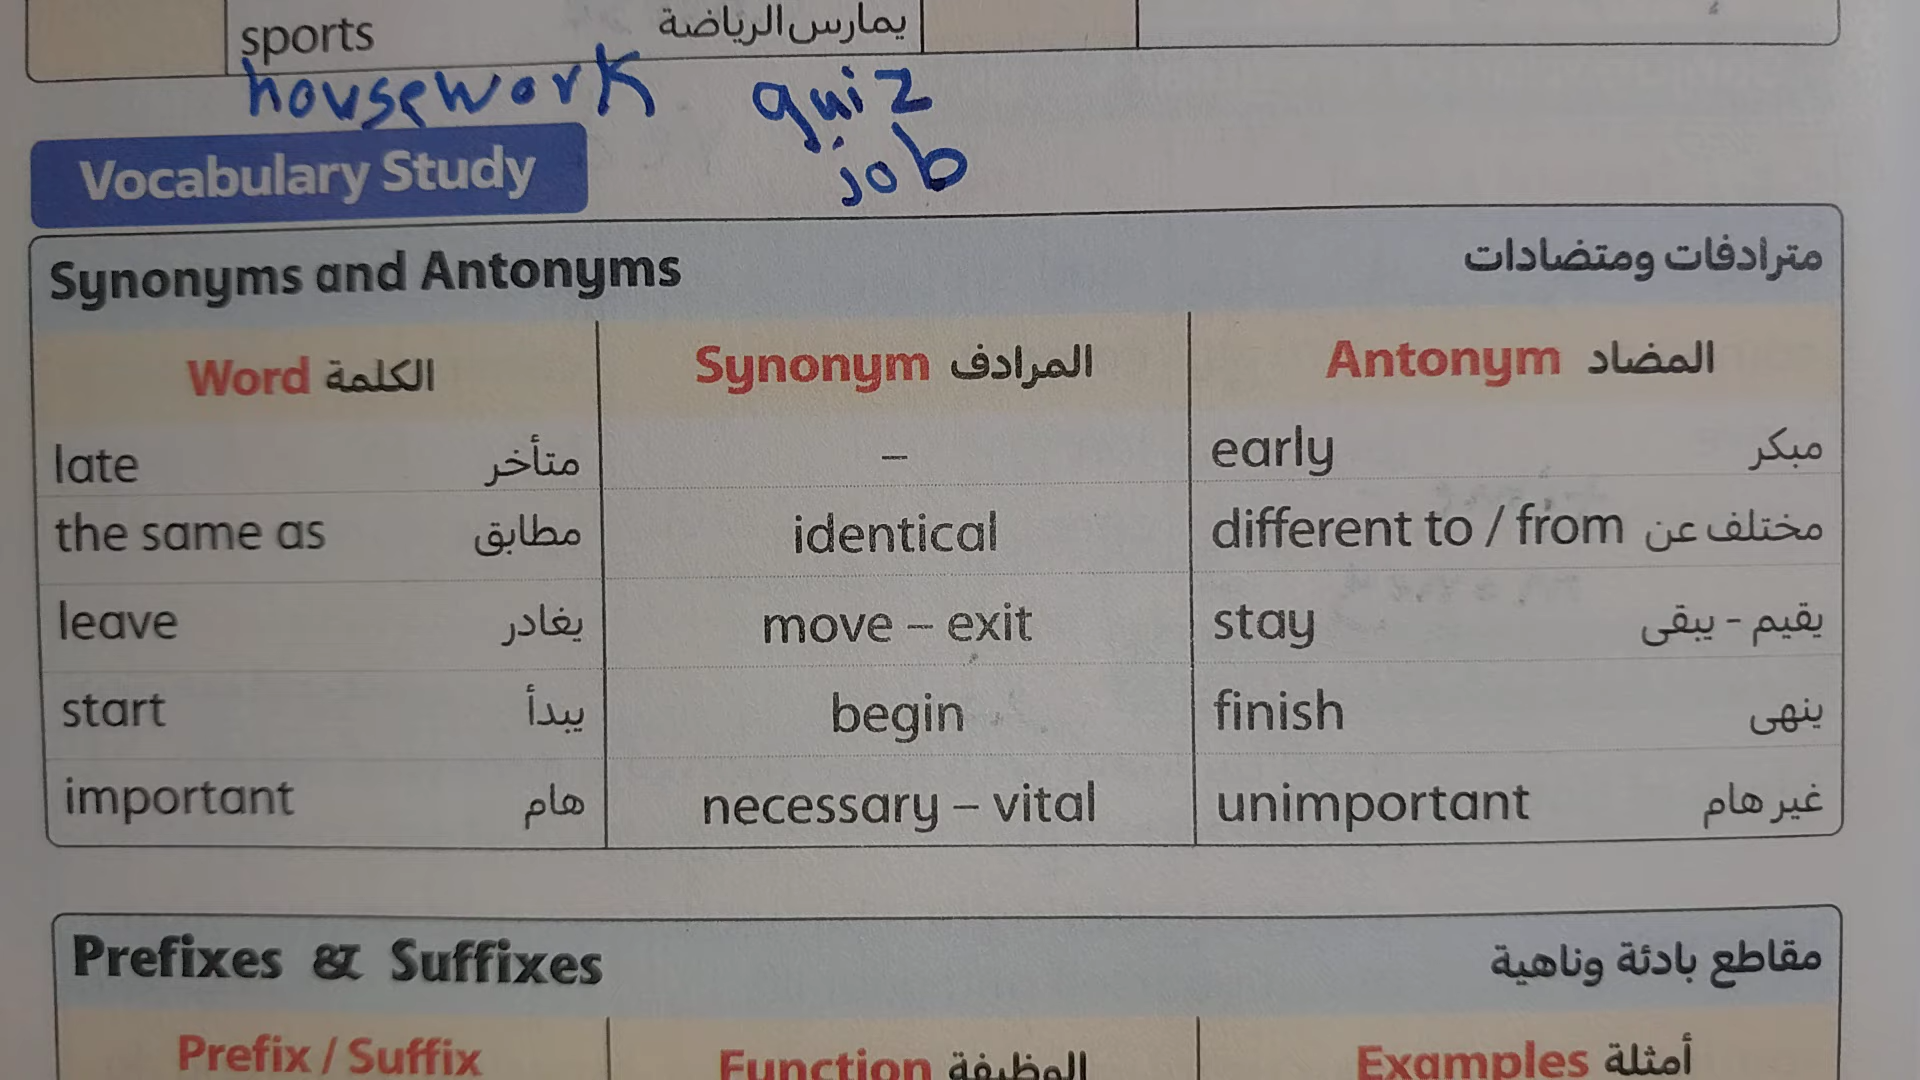 sports يمارس الرياضة
housework quiz
job
Vocabulary Study
Synonyms and Antonyms مترادفات ومتضادات
Word الكلمة Synonym المرادف Antonym المضاد
late متأخر – early مبكر
the same as مطابق identical different to / from مختلف عن
leave يغادر move – exit stay يقيم - يبقى
start يبدأ begin finish ينهى
important هام necessary – vital unimportant غير هام
Prefixes & Suffixes مقاطع بادئة وناهية
Prefix / Suffix Function الوظيفة Examples أمثلة